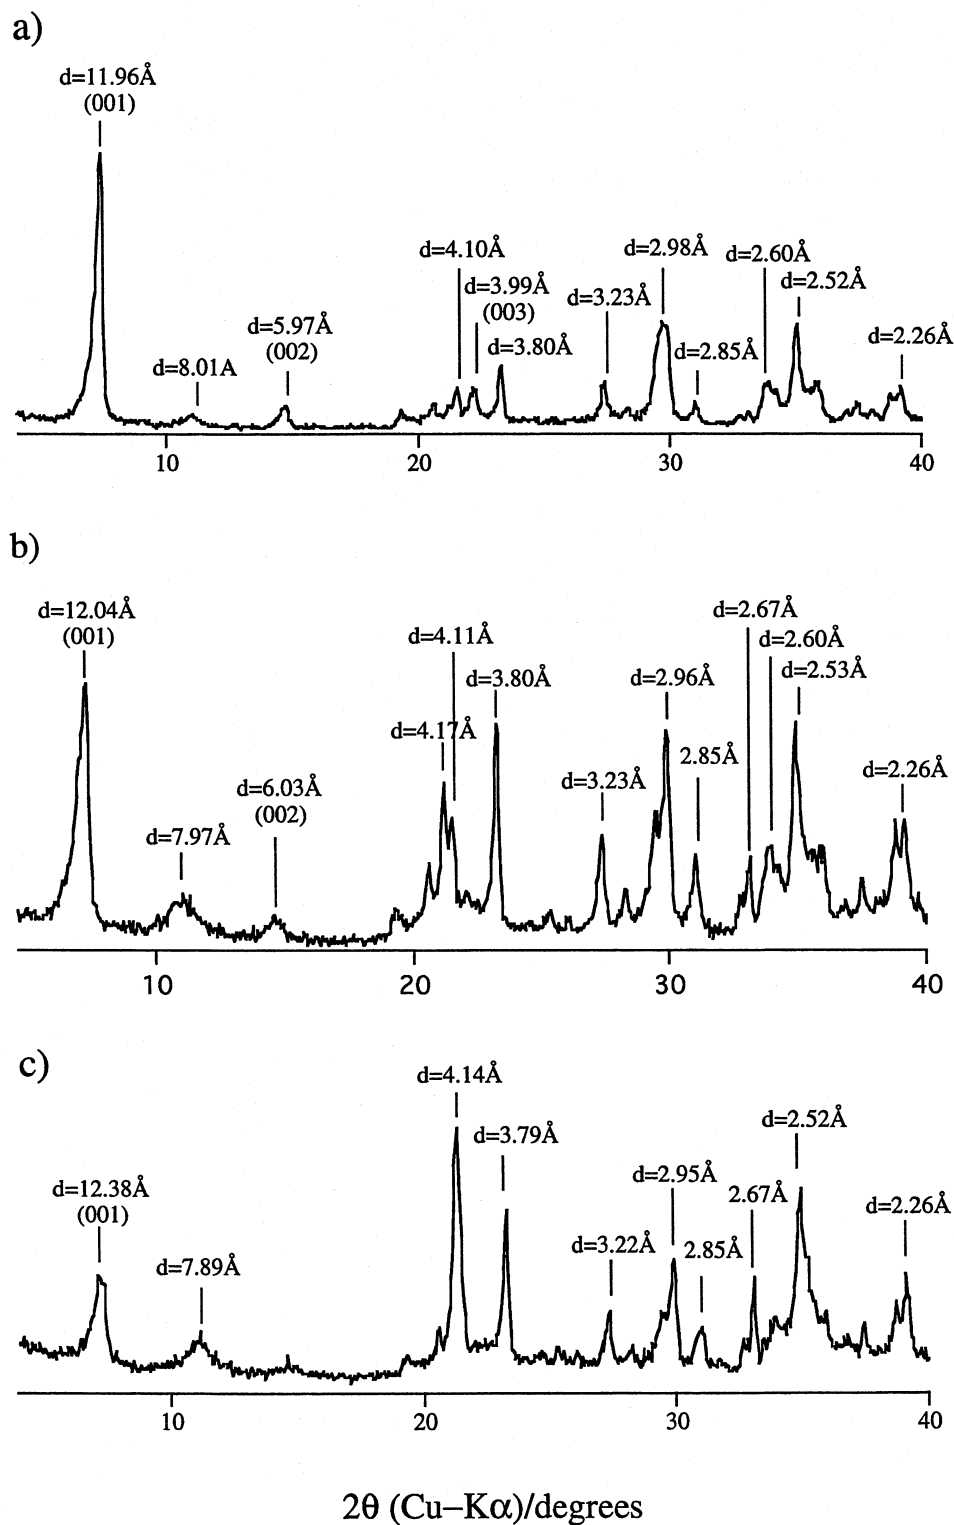 a)
d=11.96Å
(001)
d=8.01A
d=5.97Å
(002)
d=4.10Å
d=3.99Å
(003)
d=3.80Å
d=3.23Å
d=2.98Å
d=2.85Å
d=2.60Å
d=2.52Å
d=2.26Å
10 20 30 40
b)
d=12.04Å
(001)
d=7.97Å
d=6.03Å
(002)
d=4.17Å
d=4.11Å
d=3.80Å
d=3.23Å
d=2.96Å
2.85Å
d=2.67Å
d=2.60Å
d=2.53Å
d=2.26Å
10 20 30 40
c)
d=12.38Å
(001)
d=7.89Å
d=4.14Å
d=3.79Å
d=3.22Å
d=2.95Å
2.85Å
2.67Å
d=2.52Å
d=2.26Å
10 20 30 40
2θ (Cu–Kα)/degrees